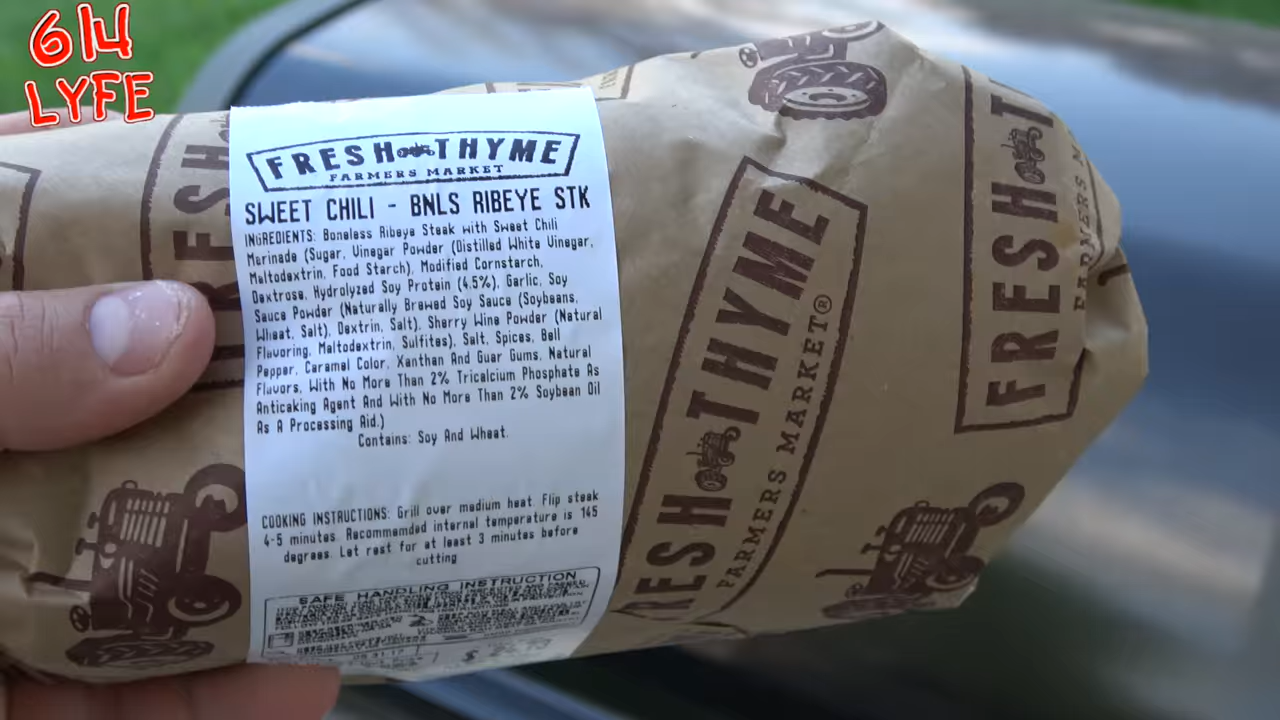 614
LYFE
FRESH THYME
FARMERS MARKET
SWEET CHILI - BNLS RIBEYE STK
INGREDIENTS: Boneless Ribeye Steak with Sweet Chili
Marinade (Sugar, Vinegar Powder (Distilled White Vinegar,
Maltodextrin, Food Starch), Modified Cornstarch,
Dextrose, Hydrolyzed Soy Protein (4.5%), Garlic, Soy
Sauce Powder (Naturally Brewed Soy Sauce (Soybeans,
Wheat, Salt), Dextrin, Salt), Sherry Wine Powder (Natural
Flavoring, Maltodextrin, Sulfites), Salt, Spices, Bell
Pepper, Caramel Color, Xanthan And Guar Gums, Natural
Flavors, With No More Than 2% Tricalcium Phosphate As
Anticaking Agent And With No More Than 2% Soybean Oil
As A Processing Aid.)
Contains: Soy And Wheat.
COOKING INSTRUCTIONS: Grill over medium heat. Flip steak
4-5 minutes. Recommended internal temperature is 145
degrees. Let rest for at least 3 minutes before
cutting
SAFE HANDLING INSTRUCTION
FRESH
RESH THYME
FARMERS MARKET®
FRESH T
FARMERS M